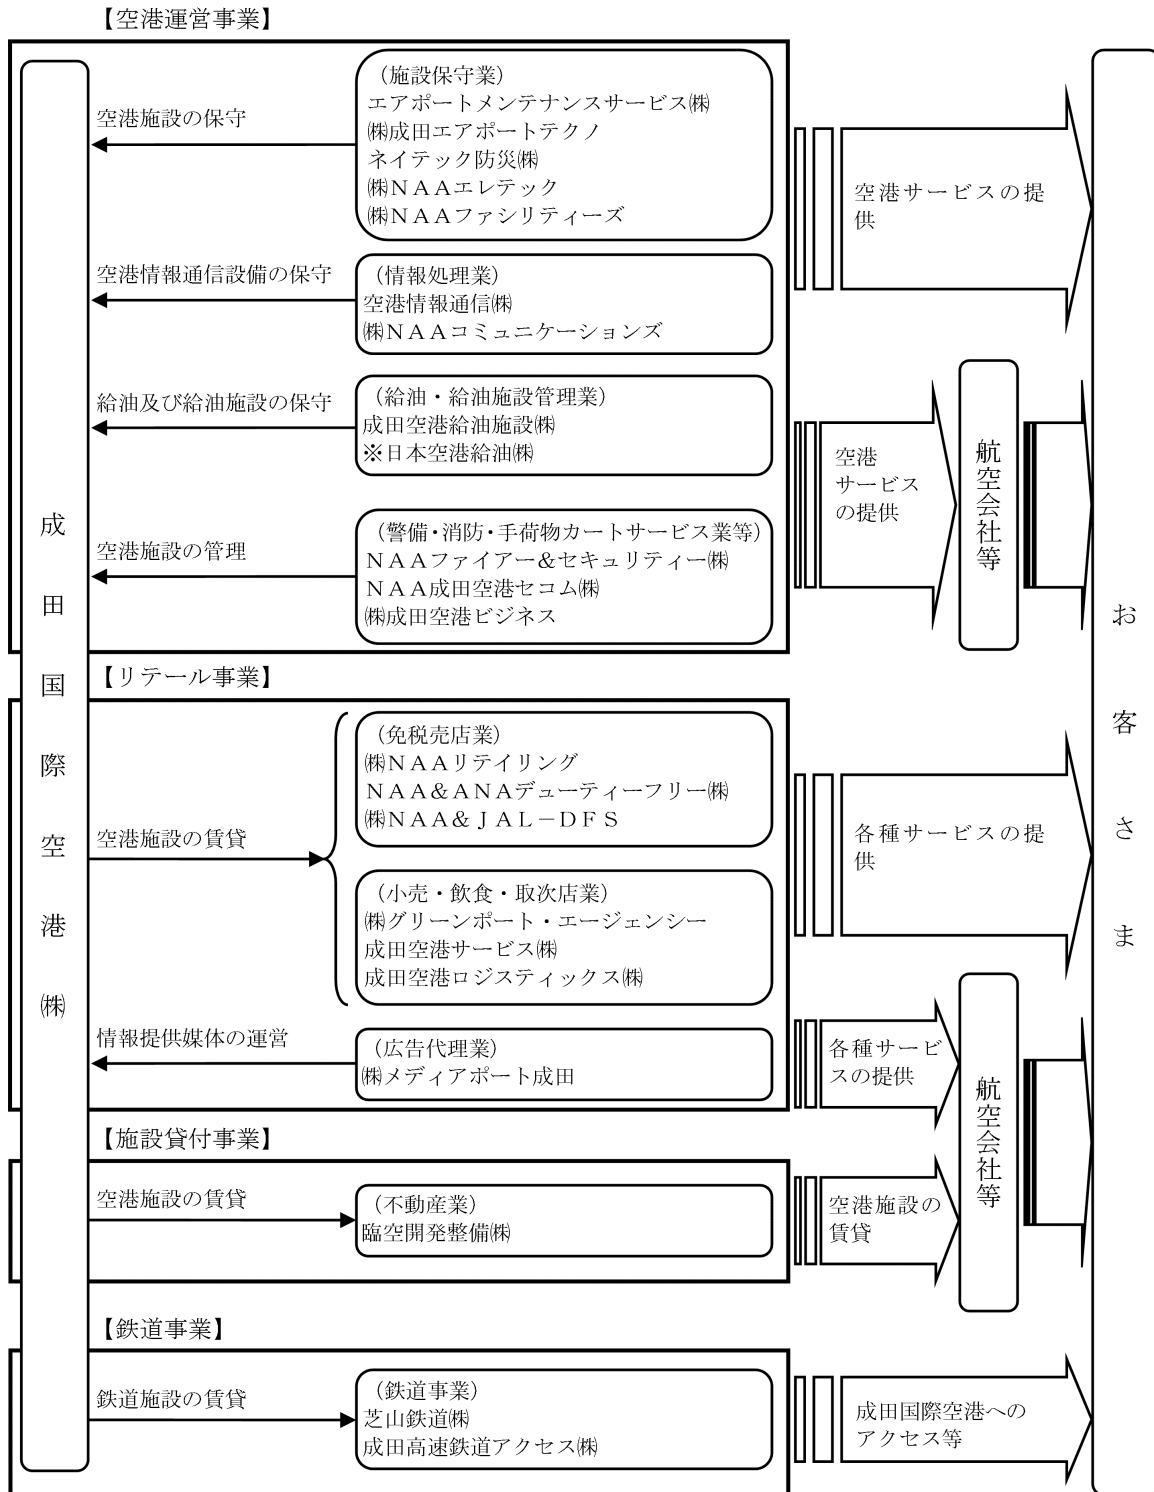 【空港運営事業】
空港施設の保守
（施設保守業）
エアポートメンテナンスサービス㈱
㈱成田エアポートテクノ
ネイテック防災㈱
㈱ＮＡＡエレテック
㈱ＮＡＡファシリティーズ
空港サービスの提
供
空港情報通信設備の保守
（情報処理業）
空港情報通信㈱
㈱ＮＡＡコミュニケーションズ
給油及び給油施設の保守
（給油・給油施設管理業）
成田空港給油施設㈱
※日本空港給油㈱
空港
サービス
の提供
航空会社等
空港施設の管理
（警備・消防・手荷物カートサービス業等）
ＮＡＡファイアー＆セキュリティー㈱
ＮＡＡ成田空港セコム㈱
㈱成田空港ビジネス
成田国際空港㈱
お客さま
【リテール事業】
空港施設の賃貸
（免税売店業）
㈱ＮＡＡリテイリング
ＮＡＡ＆ＡＮＡデューティーフリー㈱
㈱ＮＡＡ＆ＪＡＬ－ＤＦＳ
（小売・飲食・取次店業）
㈱グリーンポート・エージェンシー
成田空港サービス㈱
成田空港ロジスティックス㈱
各種サービスの提
供
情報提供媒体の運営
（広告代理業）
㈱メディアポート成田
各種サービ
スの提供
航空会社等
【施設貸付事業】
空港施設の賃貸
（不動産業）
臨空開発整備㈱
空港施設の
賃貸
【鉄道事業】
鉄道施設の賃貸
（鉄道事業）
芝山鉄道㈱
成田高速鉄道アクセス㈱
成田国際空港への
アクセス等